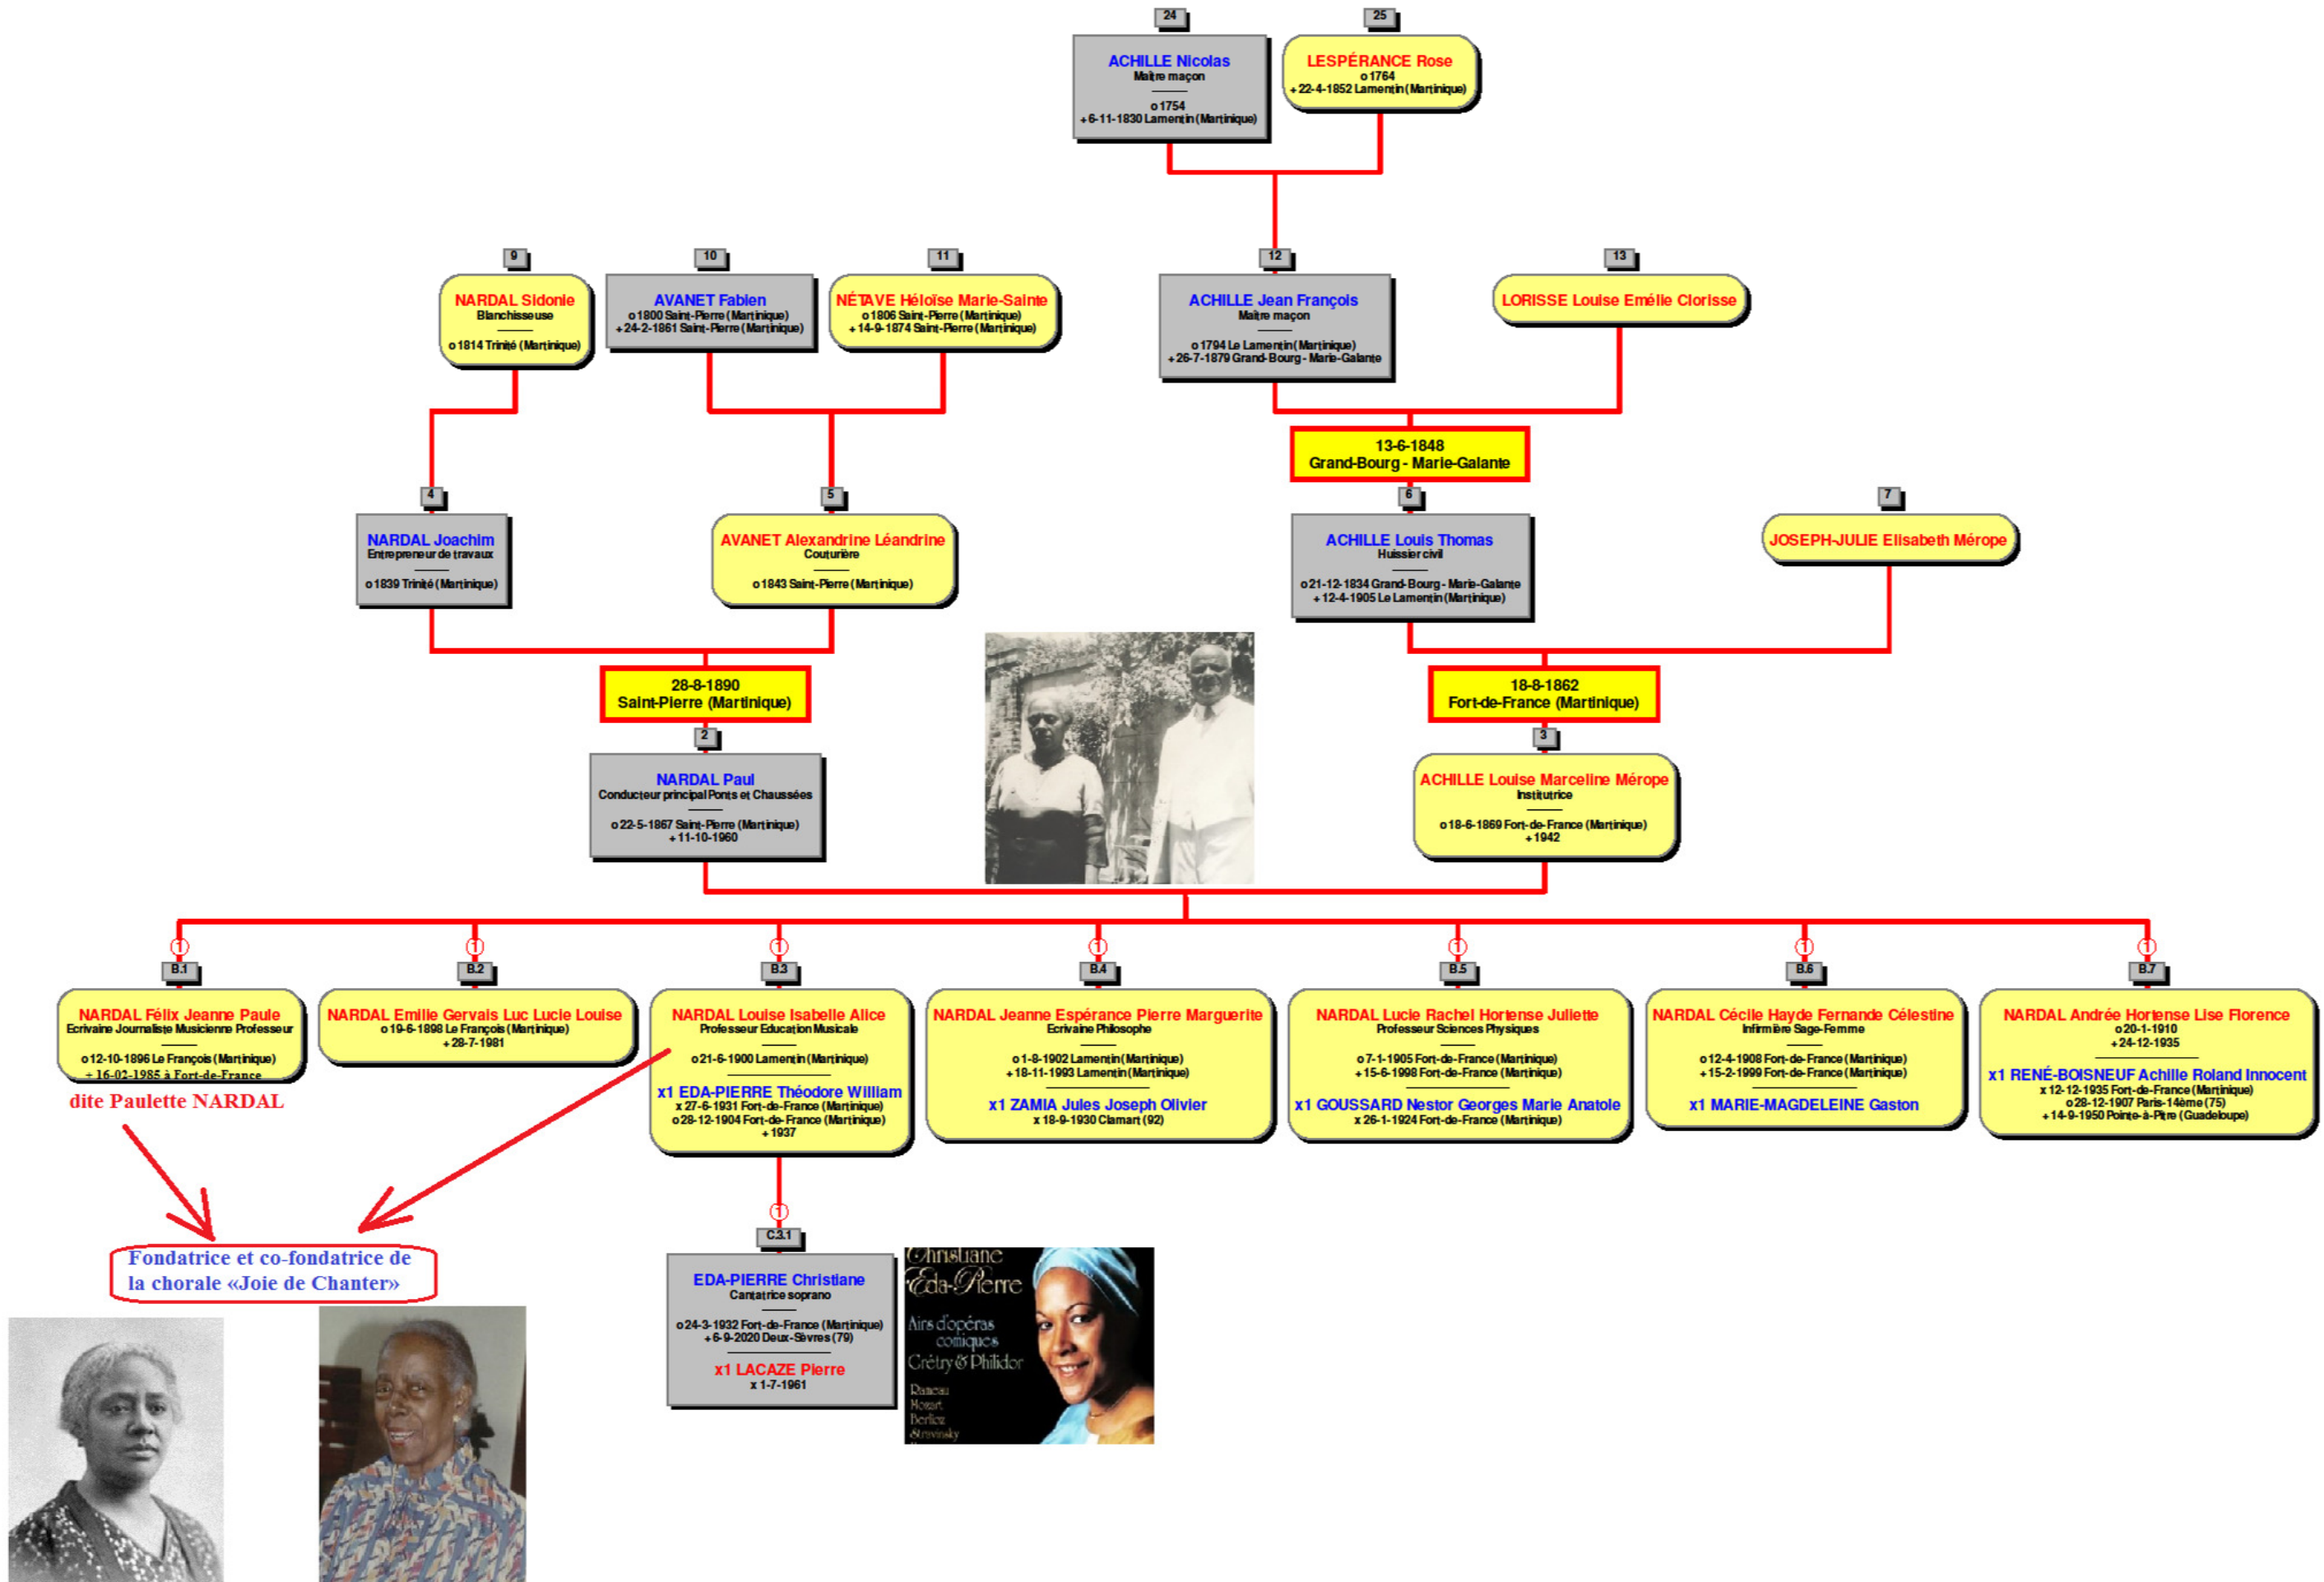 24
ACHILLE Nicolas
Maître maçon
o 1754
+ 6-11-1830 Lamentin (Martinique)
25
LESPÉRANCE Rose
o 1764
+ 22-4-1852 Lamentin (Martinique)
9
NARDAL Sidonie
Blanchisseuse
o 1814 Trinité (Martinique)
10
AVANET Fabien
o 1800 Saint-Pierre (Martinique)
+ 24-2-1861 Saint-Pierre (Martinique)
11
NÉTAVE Héloïse Marie-Sainte
o 1806 Saint-Pierre (Martinique)
+ 14-9-1874 Saint-Pierre (Martinique)
12
ACHILLE Jean François
Maître maçon
o 1794 Le Lamentin (Martinique)
+ 26-7-1879 Grand-Bourg - Marie-Galante
13
LORISSE Louise Emélie Clorisse
13-6-1848
Grand-Bourg - Marie-Galante
4
NARDAL Joachim
Entrepreneur de travaux
o 1839 Trinité (Martinique)
5
AVANET Alexandrine Léandrine
Couturière
o 1843 Saint-Pierre (Martinique)
6
ACHILLE Louis Thomas
Huissier civil
o 21-12-1834 Grand-Bourg - Marie-Galante
+ 12-4-1905 Le Lamentin (Martinique)
7
JOSEPH-JULIE Elisabeth Mérope
28-8-1890
Saint-Pierre (Martinique)
18-8-1862
Fort-de-France (Martinique)
2
NARDAL Paul
Conducteur principal Ponts et Chaussées
o 22-5-1867 Saint-Pierre (Martinique)
+ 11-10-1960
3
ACHILLE Louise Marceline Mérope
Institutrice
o 18-6-1869 Fort-de-France (Martinique)
+ 1942
1
B.1
NARDAL Félix Jeanne Paule
Ecrivaine Journaliste Musicienne Professeur
o 12-10-1896 Le François (Martinique)
+ 16-02-1985 à Fort-de-France
dite Paulette NARDAL
1
B.2
NARDAL Emilie Gervais Luc Lucie Louise
o 19-6-1898 Le François (Martinique)
+ 28-7-1981
1
B.3
NARDAL Louise Isabelle Alice
Professeur Education Musicale
o 21-6-1900 Lamentin (Martinique)
x1 EDA-PIERRE Théodore William
x 27-6-1931 Fort-de-France (Martinique)
o 28-12-1904 Fort-de-France (Martinique)
+ 1937
1
B.4
NARDAL Jeanne Espérance Pierre Marguerite
Ecrivaine Philosophe
o 1-8-1902 Lamentin (Martinique)
+ 18-11-1993 Lamentin (Martinique)
x1 ZAMIA Jules Joseph Olivier
x 18-9-1930 Clamart (92)
1
B.5
NARDAL Lucie Rachel Hortense Juliette
Professeur Sciences Physiques
o 7-1-1905 Fort-de-France (Martinique)
+ 15-6-1998 Fort-de-France (Martinique)
x1 GOUSSARD Nestor Georges Marie Anatole
x 26-1-1924 Fort-de-France (Martinique)
1
B.6
NARDAL Cécile Hayde Fernande Célestine
Infirmière Sage-Femme
o 12-4-1908 Fort-de-France (Martinique)
+ 15-2-1999 Fort-de-France (Martinique)
x1 MARIE-MAGDELEINE Gaston
1
B.7
NARDAL Andrée Hortense Lise Florence
o 20-1-1910
+ 24-12-1935
x1 RENÉ-BOISNEUF Achille Roland Innocent
x 12-12-1935 Fort-de-France (Martinique)
o 28-12-1907 Paris-14ème (75)
+ 14-9-1950 Pointe-à-Pitre (Guadeloupe)
Fondatrice et co-fondatrice de
la chorale «Joie de Chanter»
1
C.3.1
EDA-PIERRE Christiane
Cantatrice soprano
o 24-3-1932 Fort-de-France (Martinique)
+ 6-9-2020 Deux-Sèvres (79)
x1 LACAZE Pierre
x 1-7-1961
Christiane
Eda-Pierre
Airs d'opéras
comiques
Grétry & Philidor
Rameau
Mozart
Berlioz
Stravinsky